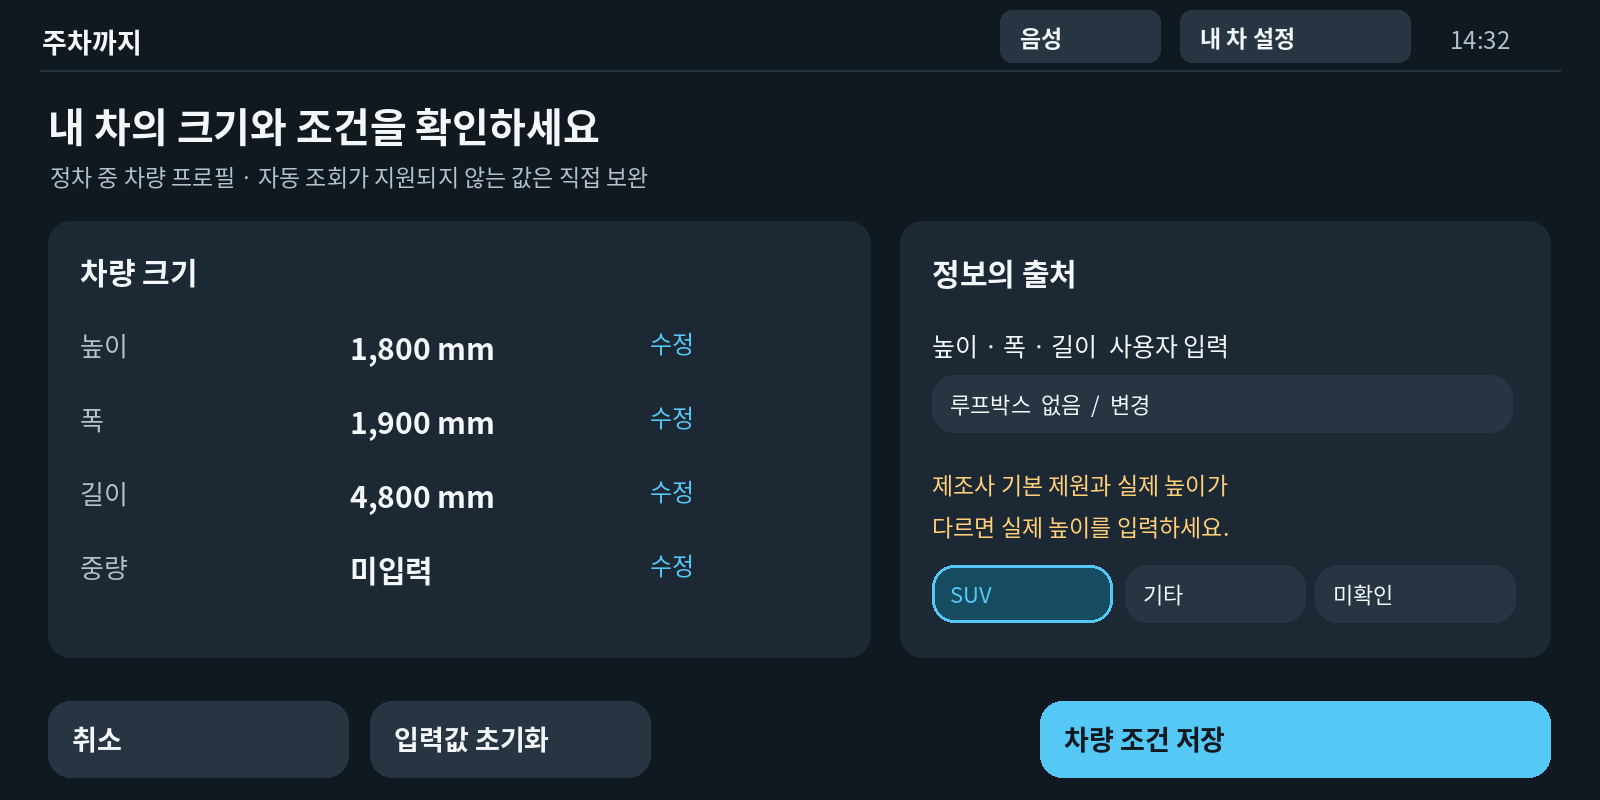 주차까지
음성
내 차 설정
14:32
내 차의 크기와 조건을 확인하세요
정차 중 차량 프로필 · 자동 조회가 지원되지 않는 값은 직접 보완
차량 크기
높이 1,800 mm 수정
폭 1,900 mm 수정
길이 4,800 mm 수정
중량 미입력 수정
정보의 출처
높이 · 폭 · 길이 사용자 입력
루프박스 없음 / 변경
제조사 기본 제원과 실제 높이가
다르면 실제 높이를 입력하세요.
SUV
기타
미확인
취소
입력값 초기화
차량 조건 저장